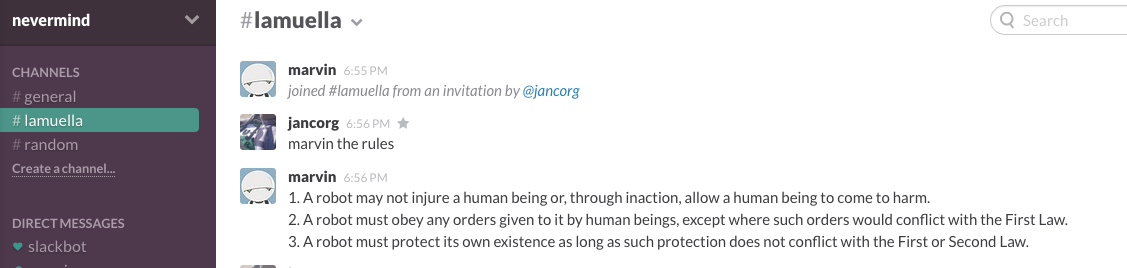 nevermind
CHANNELS
# general
# lamuella
# random
Create a channel...
DIRECT MESSAGES
slackbot
#lamuella
Search
marvin 6:55 PM
joined #lamuella from an invitation by @jancorg
jancorg 6:56 PM
marvin the rules
marvin 6:56 PM
1. A robot may not injure a human being or, through inaction, allow a human being to come to harm.
2. A robot must obey any orders given to it by human beings, except where such orders would conflict with the First Law.
3. A robot must protect its own existence as long as such protection does not conflict with the First or Second Law.